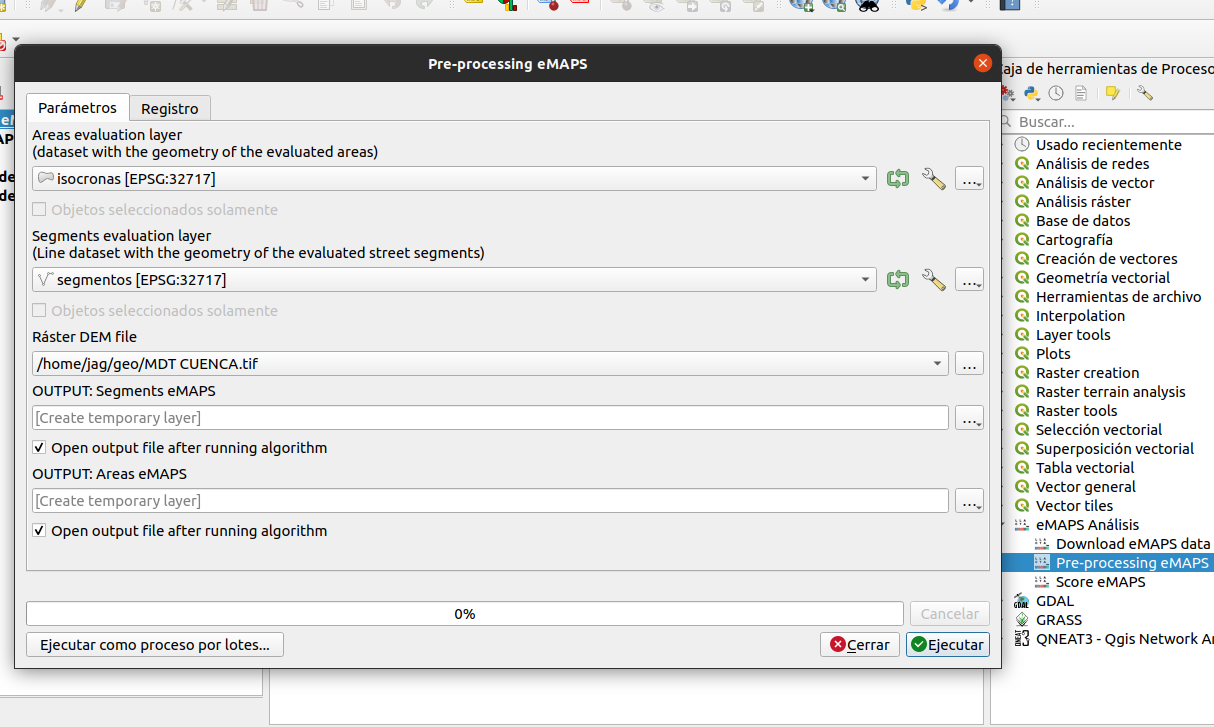 Pre-processing eMAPS
Parámetros
Registro
Areas evaluation layer
(dataset with the geometry of the evaluated areas)
isocronas [EPSG:32717]
...
Objetos seleccionados solamente
Segments evaluation layer
(Line dataset with the geometry of the evaluated street segments)
segmentos [EPSG:32717]
...
Objetos seleccionados solamente
Ráster DEM file
/home/jag/geo/MDT CUENCA.tif
...
OUTPUT: Segments eMAPS
[Create temporary layer]
...
Open output file after running algorithm
OUTPUT: Areas eMAPS
[Create temporary layer]
...
Open output file after running algorithm
0%
Cancelar
Ejecutar como proceso por lotes...
Cerrar
Ejecutar
aja de herramientas de Proceso
Buscar...
Usado recientemente
Análisis de redes
Análisis de vector
Análisis ráster
Base de datos
Cartografía
Creación de vectores
Geometría vectorial
Herramientas de archivo
Interpolation
Layer tools
Plots
Raster creation
Raster terrain analysis
Raster tools
Selección vectorial
Superposición vectorial
Tabla vectorial
Vector general
Vector tiles
eMAPS Análisis
Download eMAPS data
Pre-processing eMAPS
Score eMAPS
GDAL
GRASS
QNEAT3 - Qgis Network A